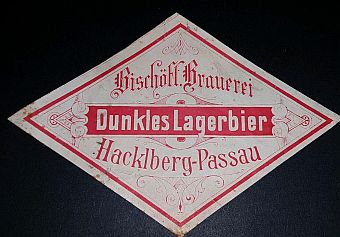 Bischöfl. Brauerei
Dunkles Lagerbier
Hacklberg-Passau